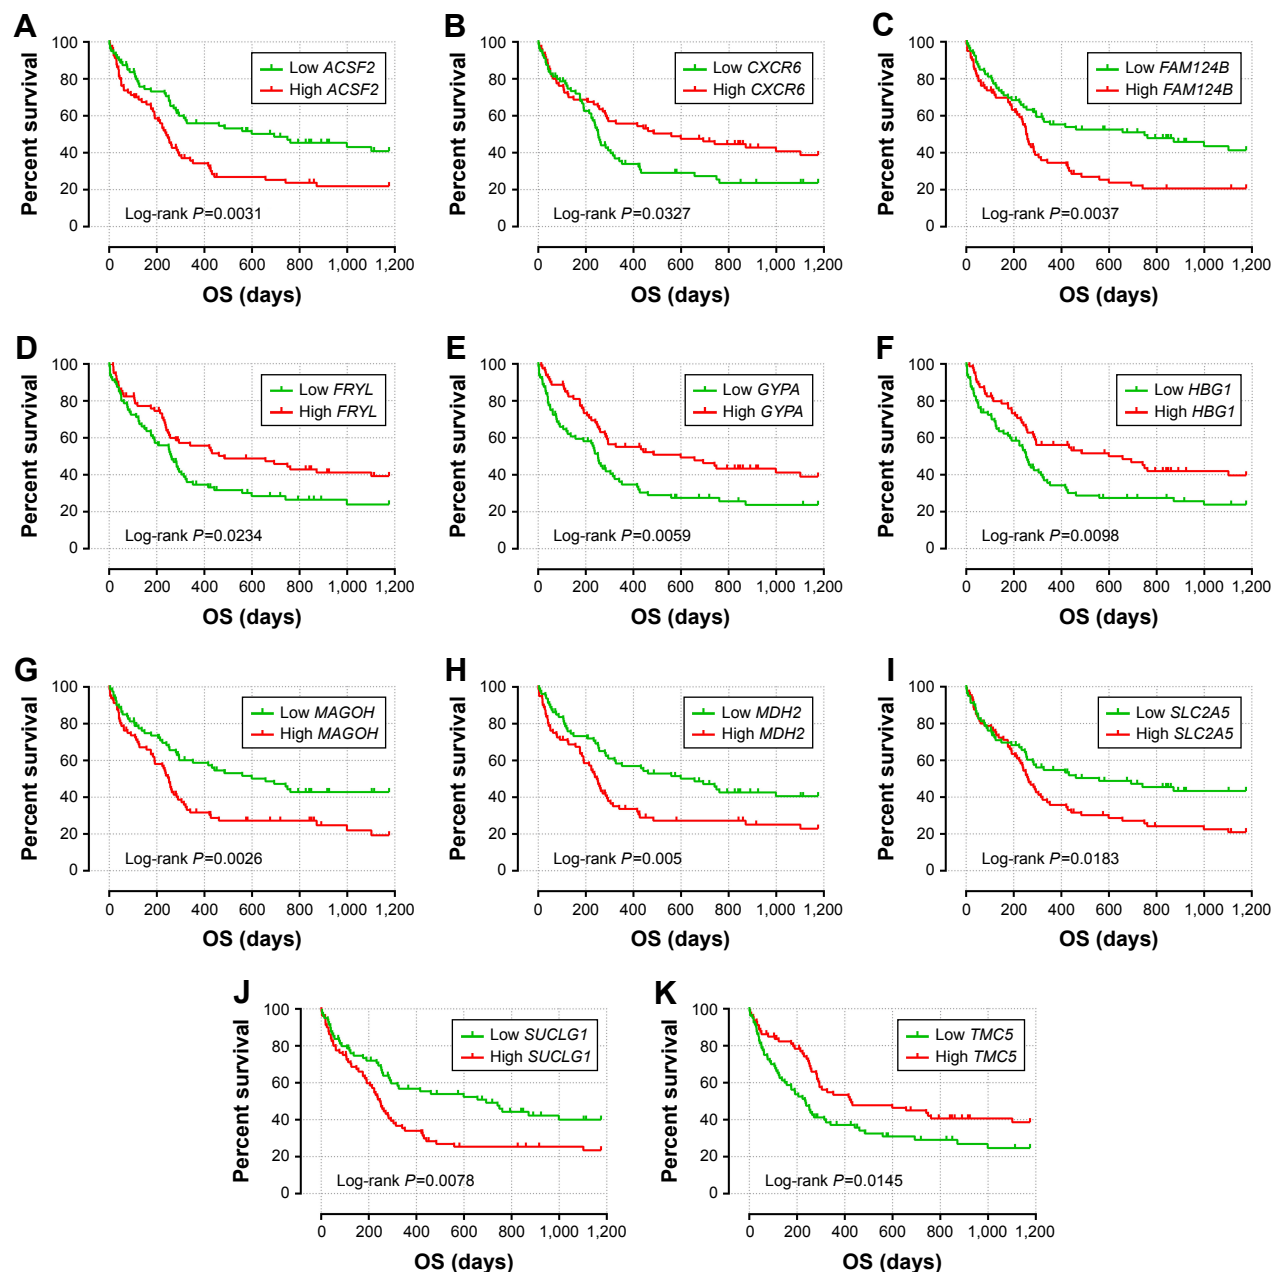 A
Percent survival
100
80
60
40
20
0
Low ACSF2
High ACSF2
Log-rank P=0.0031
0 200 400 600 800 1,000 1,200
OS (days)
B
Percent survival
100
80
60
40
20
0
Low CXCR6
High CXCR6
Log-rank P=0.0327
0 200 400 600 800 1,000 1,200
OS (days)
C
Percent survival
100
80
60
40
20
0
Low FAM124B
High FAM124B
Log-rank P=0.0037
0 200 400 600 800 1,000 1,200
OS (days)
D
Percent survival
100
80
60
40
20
0
Low FRYL
High FRYL
Log-rank P=0.0234
0 200 400 600 800 1,000 1,200
OS (days)
E
Percent survival
100
80
60
40
20
0
Low GYPA
High GYPA
Log-rank P=0.0059
0 200 400 600 800 1,000 1,200
OS (days)
F
Percent survival
100
80
60
40
20
0
Low HBG1
High HBG1
Log-rank P=0.0098
0 200 400 600 800 1,000 1,200
OS (days)
G
Percent survival
100
80
60
40
20
0
Low MAGOH
High MAGOH
Log-rank P=0.0026
0 200 400 600 800 1,000 1,200
OS (days)
H
Percent survival
100
80
60
40
20
0
Low MDH2
High MDH2
Log-rank P=0.005
0 200 400 600 800 1,000 1,200
OS (days)
I
Percent survival
100
80
60
40
20
0
Low SLC2A5
High SLC2A5
Log-rank P=0.0183
0 200 400 600 800 1,000 1,200
OS (days)
J
Percent survival
100
80
60
40
20
0
Low SUCLG1
High SUCLG1
Log-rank P=0.0078
0 200 400 600 800 1,000 1,200
OS (days)
K
Percent survival
100
80
60
40
20
0
Low TMC5
High TMC5
Log-rank P=0.0145
0 200 400 600 800 1,000 1,200
OS (days)